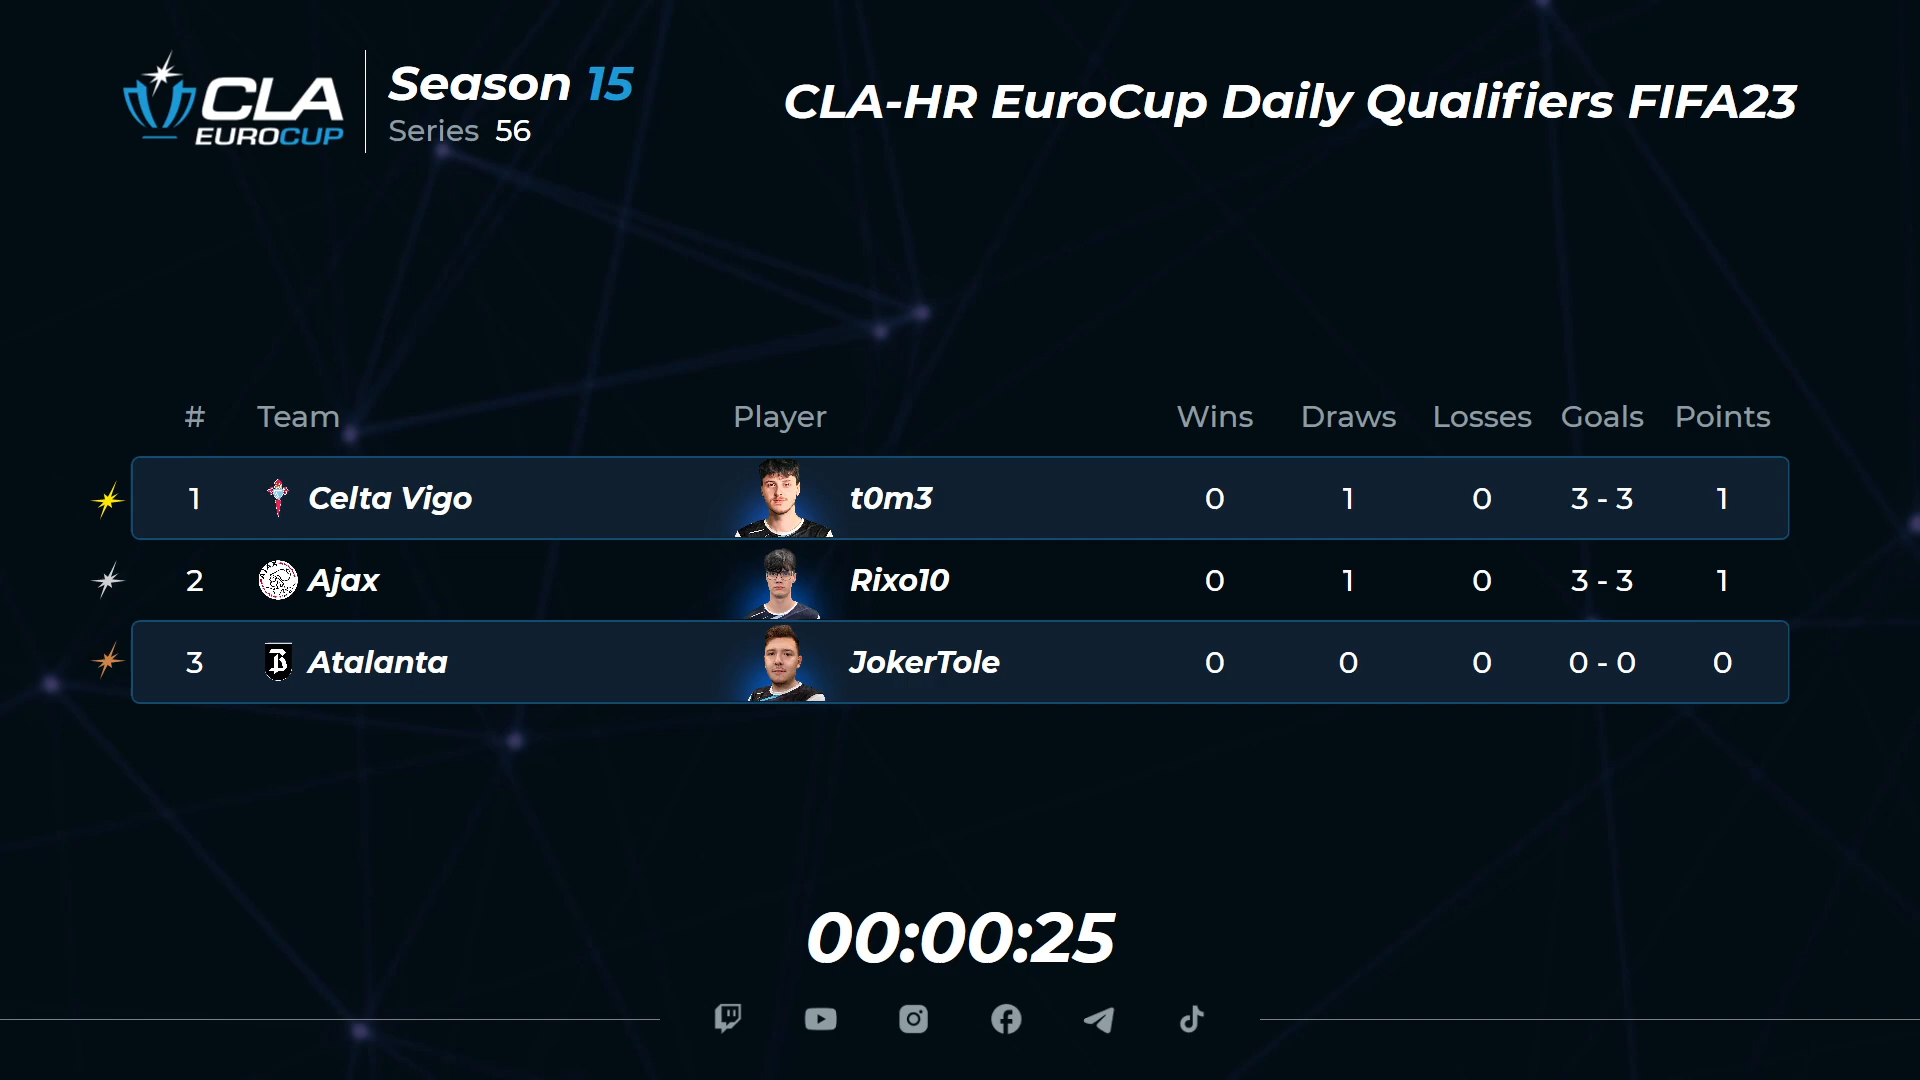 CLA
EUROCUP
Season 15
Series 56
CLA-HR EuroCup Daily Qualifiers FIFA23
# Team Player Wins Draws Losses Goals Points
1 Celta Vigo t0m3 0 1 0 3 - 3 1
2 Ajax Rixo10 0 1 0 3 - 3 1
3 Atalanta JokerTole 0 0 0 0 - 0 0
00:00:25